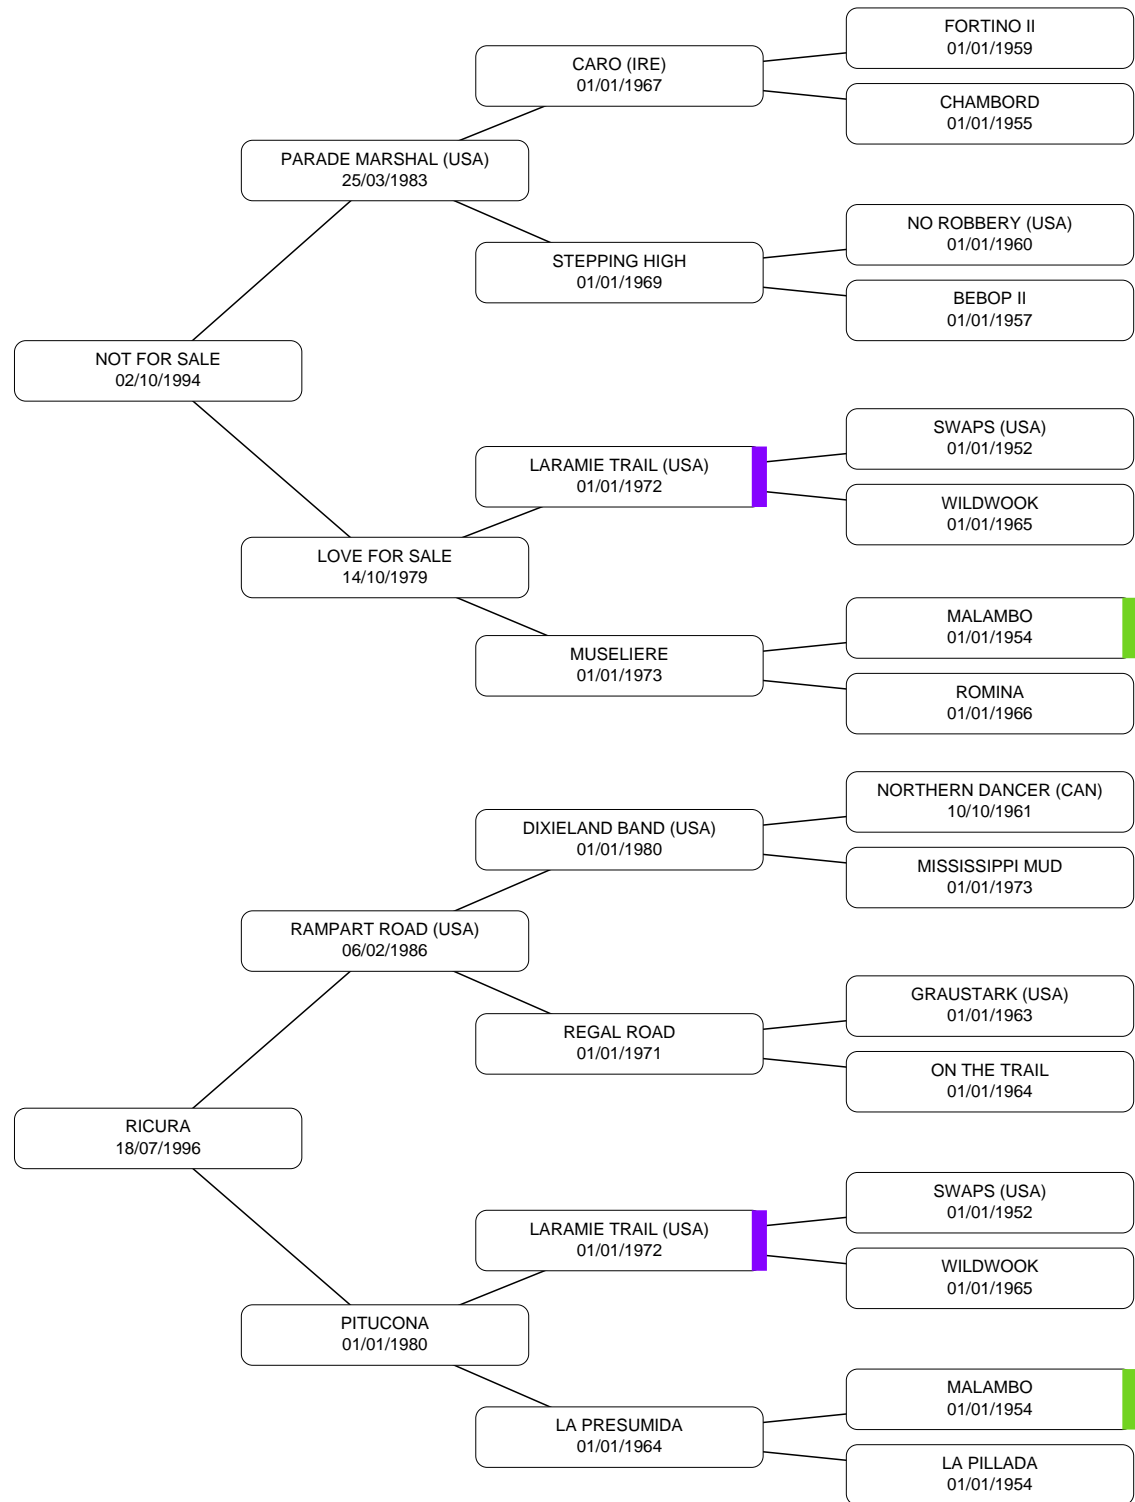 FORTINO II
01/01/1959
CARO (IRE)
01/01/1967
CHAMBORD
01/01/1955
PARADE MARSHAL (USA)
25/03/1983
NO ROBBERY (USA)
01/01/1960
STEPPING HIGH
01/01/1969
BEBOP II
01/01/1957
NOT FOR SALE
02/10/1994
SWAPS (USA)
01/01/1952
LARAMIE TRAIL (USA)
01/01/1972
WILDWOOK
01/01/1965
LOVE FOR SALE
14/10/1979
MALAMBO
01/01/1954
MUSELIERE
01/01/1973
ROMINA
01/01/1966
NORTHERN DANCER (CAN)
10/10/1961
DIXIELAND BAND (USA)
01/01/1980
MISSISSIPPI MUD
01/01/1973
RAMPART ROAD (USA)
06/02/1986
GRAUSTARK (USA)
01/01/1963
REGAL ROAD
01/01/1971
ON THE TRAIL
01/01/1964
RICURA
18/07/1996
SWAPS (USA)
01/01/1952
LARAMIE TRAIL (USA)
01/01/1972
WILDWOOK
01/01/1965
PITUCONA
01/01/1980
MALAMBO
01/01/1954
LA PRESUMIDA
01/01/1964
LA PILLADA
01/01/1954